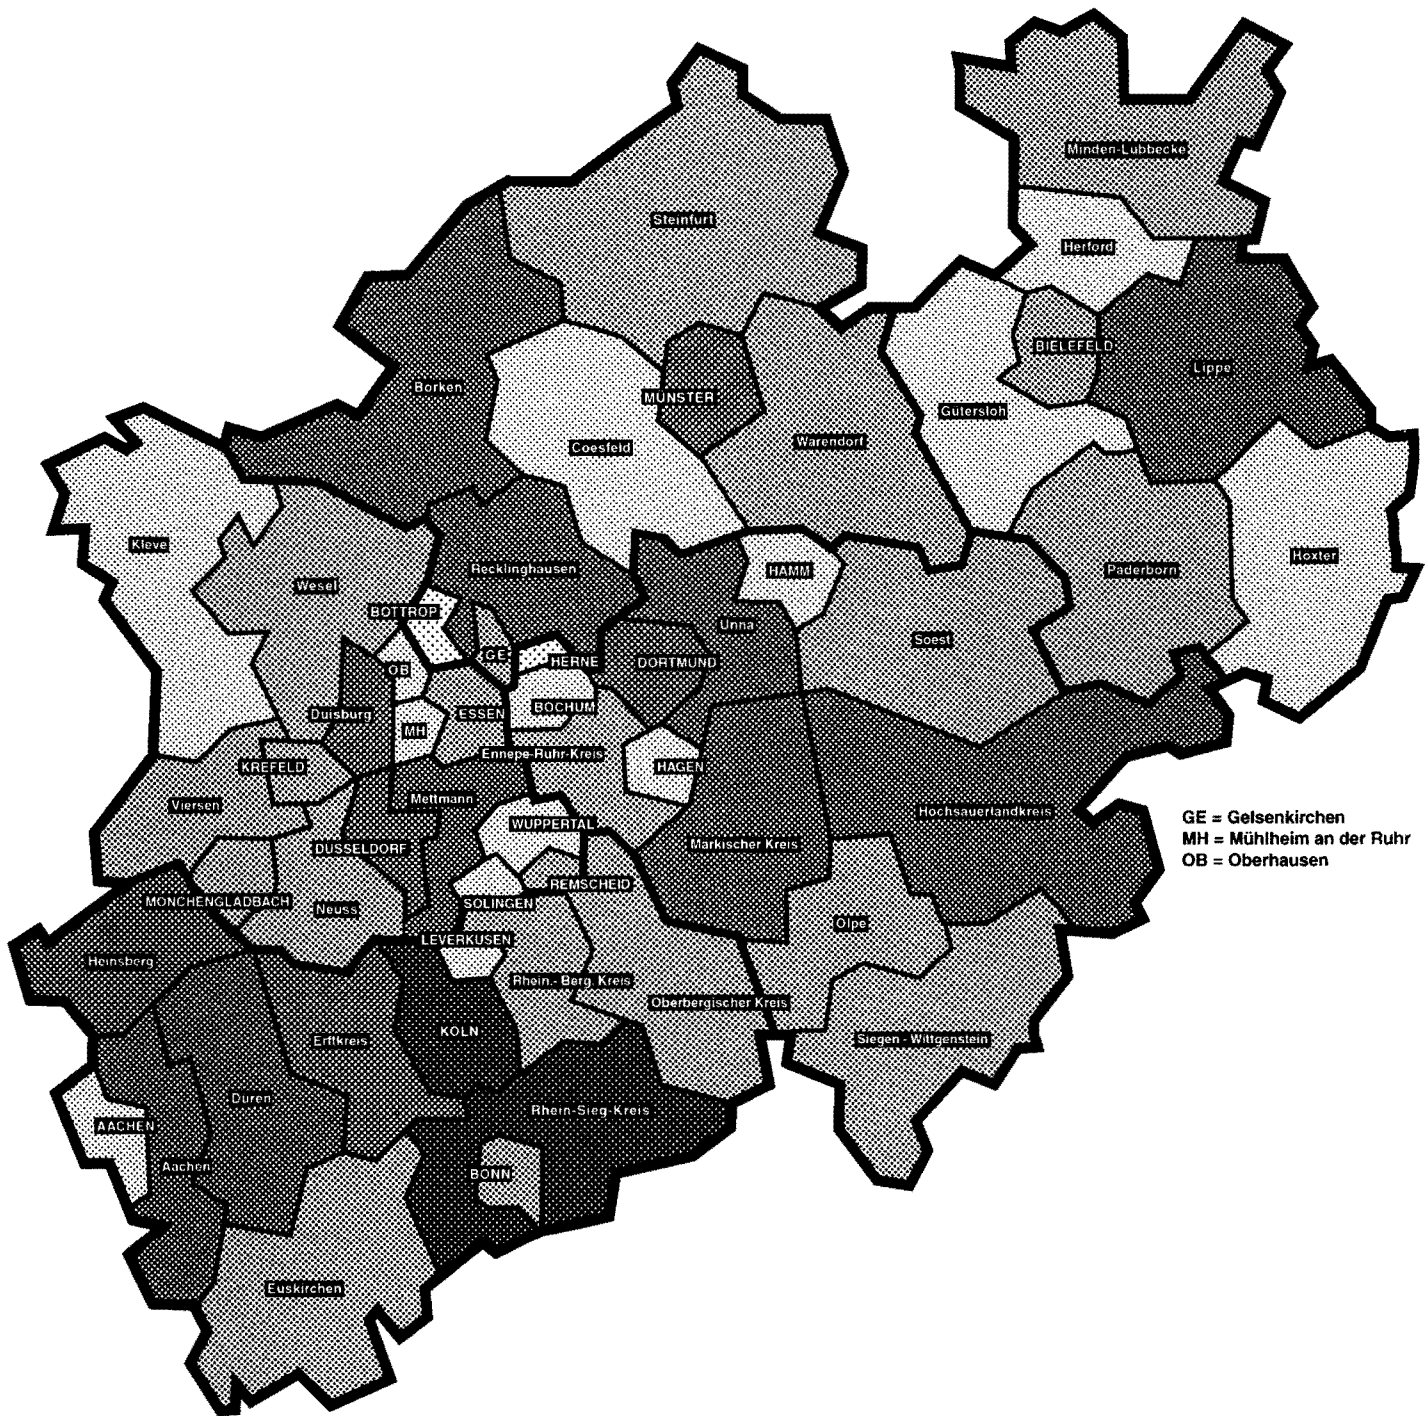 Minden-Lubbecke
Steinfurt
Herford
BIELEFELD
Lippe
Borken
MUNSTER
Gutersloh
Coesfeld
Warendorf
Kleve
Hoxter
Recklinghausen
HAMM
Paderborn
Wesel
BOTTROP
Unna
Soest
GE
HERNE
DORTMUND
OB
Duisburg
ESSEN
BOCHUM
MH
Ennepe-Ruhr-Kreis
KREFELD
HAGEN
Viersen
Mettmann
Hochsauerlandkreis
GE = Gelsenkirchen
MH = Mühlheim an der Ruhr
OB = Oberhausen
WUPPERTAL
DUSSELDORF
Markischer Kreis
REMSCHEID
MONCHENGLADBACH
Neuss
SOLINGEN
Olpe
LEVERKUSEN
Heinsberg
Rhein.- Berg. Kreis
Oberbergischer Kreis
KOLN
Erftkreis
Siegen - Wittgenstein
Duren
Rhein-Sieg-Kreis
AACHEN
Aachen
BONN
Euskirchen